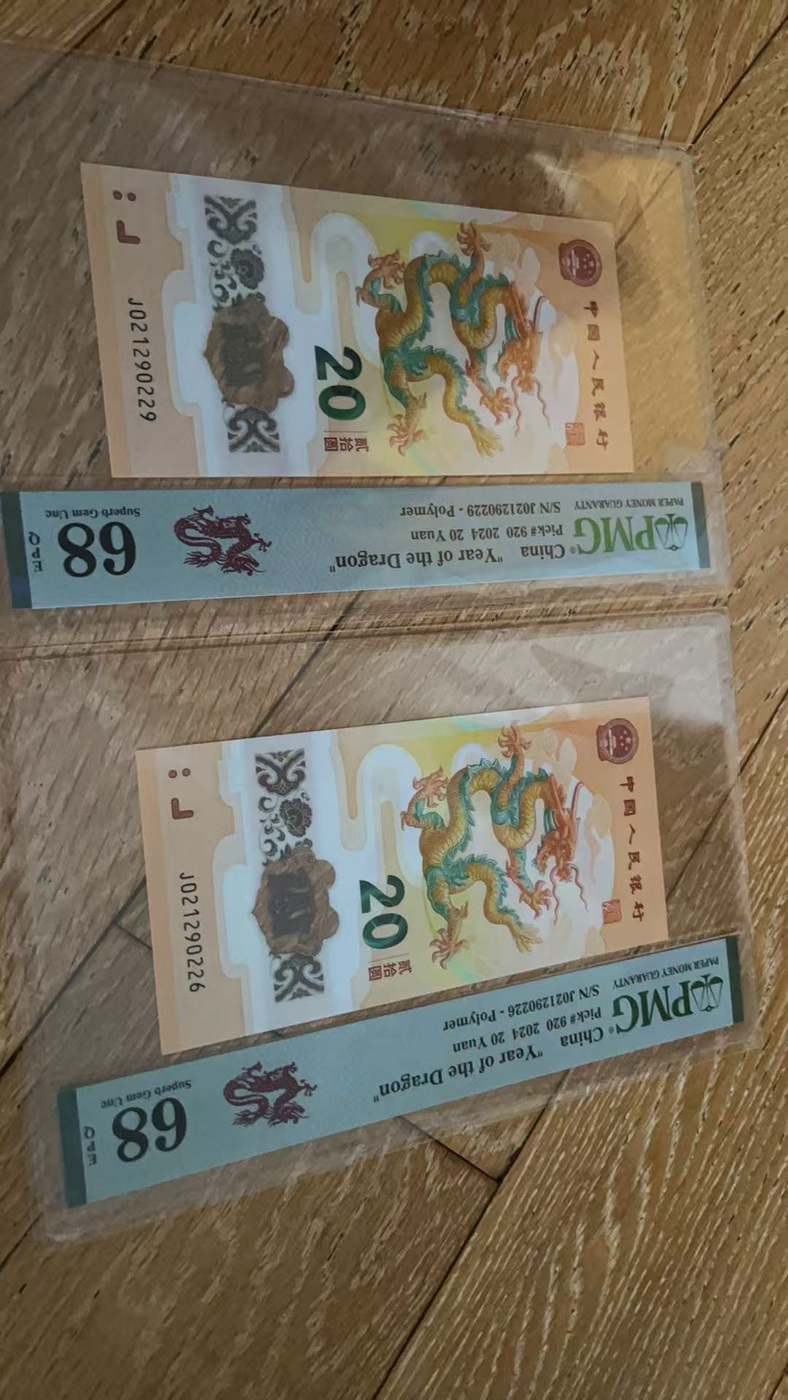 中国人民银行
20
贰拾圆
J021290229
PMG
PAPER MONEY GUARANTY
China "Year of the Dragon"
Pick# 920 2024 20 Yuan
S/N J021290229 - Polymer
68
Superb Gem Unc
QPE
中国人民银行
20
贰拾圆
J021290226
PMG
PAPER MONEY GUARANTY
China "Year of the Dragon"
Pick# 920 2024 20 Yuan
S/N J021290226 - Polymer
68
Superb Gem Unc
QPE